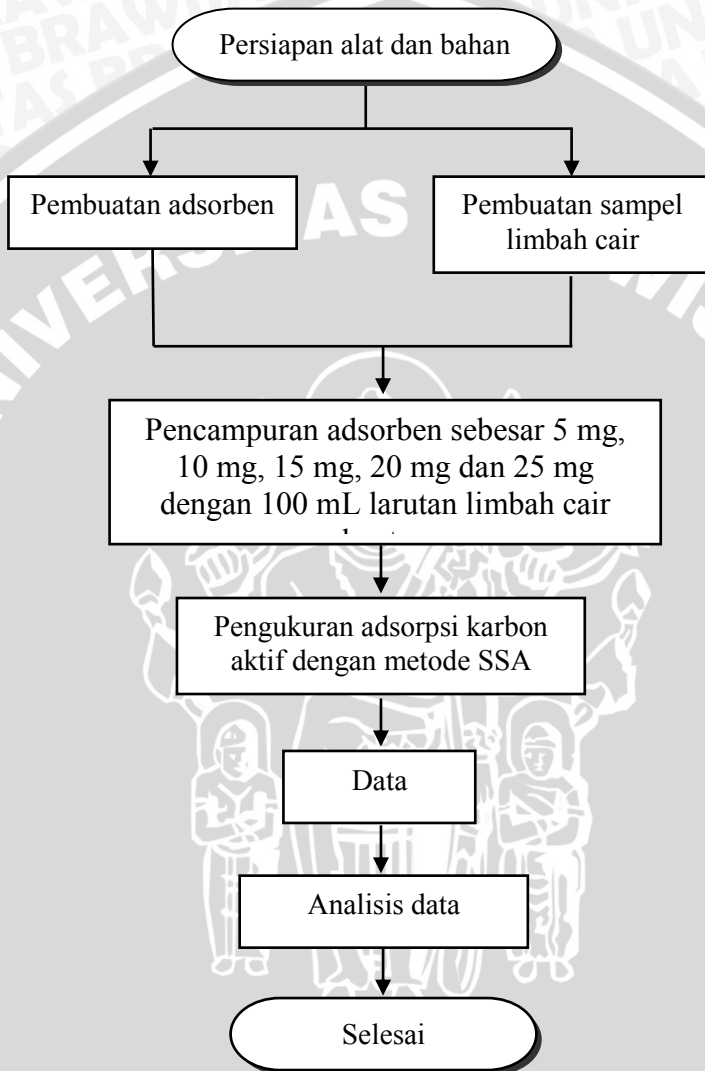 Persiapan alat dan bahan
Pembuatan adsorben
Pembuatan sampel
limbah cair
Pencampuran adsorben sebesar 5 mg,
10 mg, 15 mg, 20 mg dan 25 mg
dengan 100 mL larutan limbah cair
Pengukuran adsorpsi karbon
aktif dengan metode SSA
Data
Analisis data
Selesai